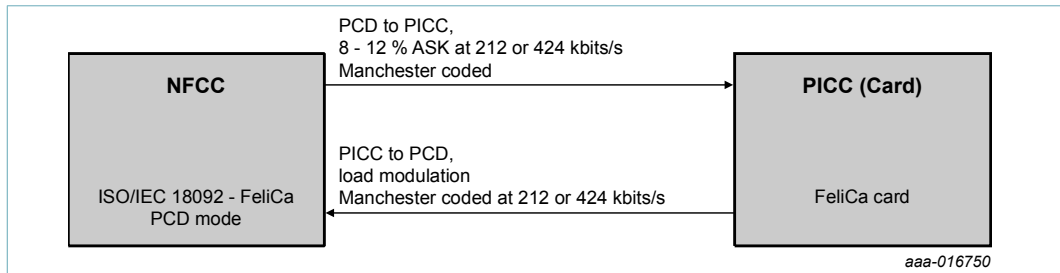 PCD to PICC,
8 - 12 % ASK at 212 or 424 kbits/s
Manchester coded
NFCC
PICC (Card)
PICC to PCD,
load modulation
Manchester coded at 212 or 424 kbits/s
ISO/IEC 18092 - FeliCa
PCD mode
FeliCa card
aaa-016750